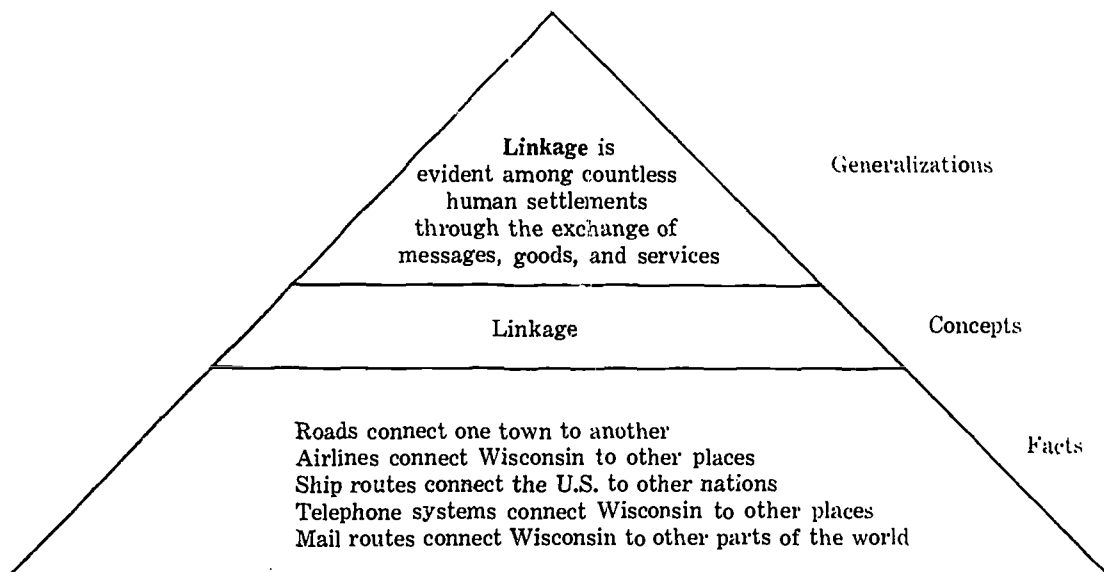 Linkage is
evident among countless
human settlements
through the exchange of
messages, goods, and services
Generalizations
Linkage
Concepts
Roads connect one town to another
Airlines connect Wisconsin to other places
Ship routes connect the U.S. to other nations
Telephone systems connect Wisconsin to other places
Mail routes connect Wisconsin to other parts of the world
Facts